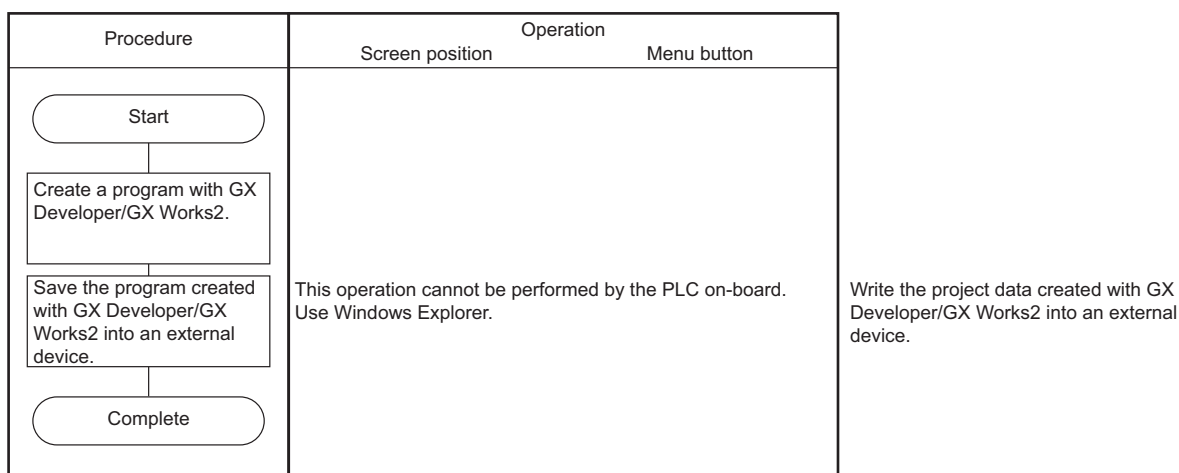 Procedure
Operation
Screen position Menu button
Start
Create a program with GX
Developer/GX Works2.
Save the program created
with GX Developer/GX
Works2 into an external
device.
This operation cannot be performed by the PLC on-board.
Use Windows Explorer.
Write the project data created with GX
Developer/GX Works2 into an external
device.
Complete